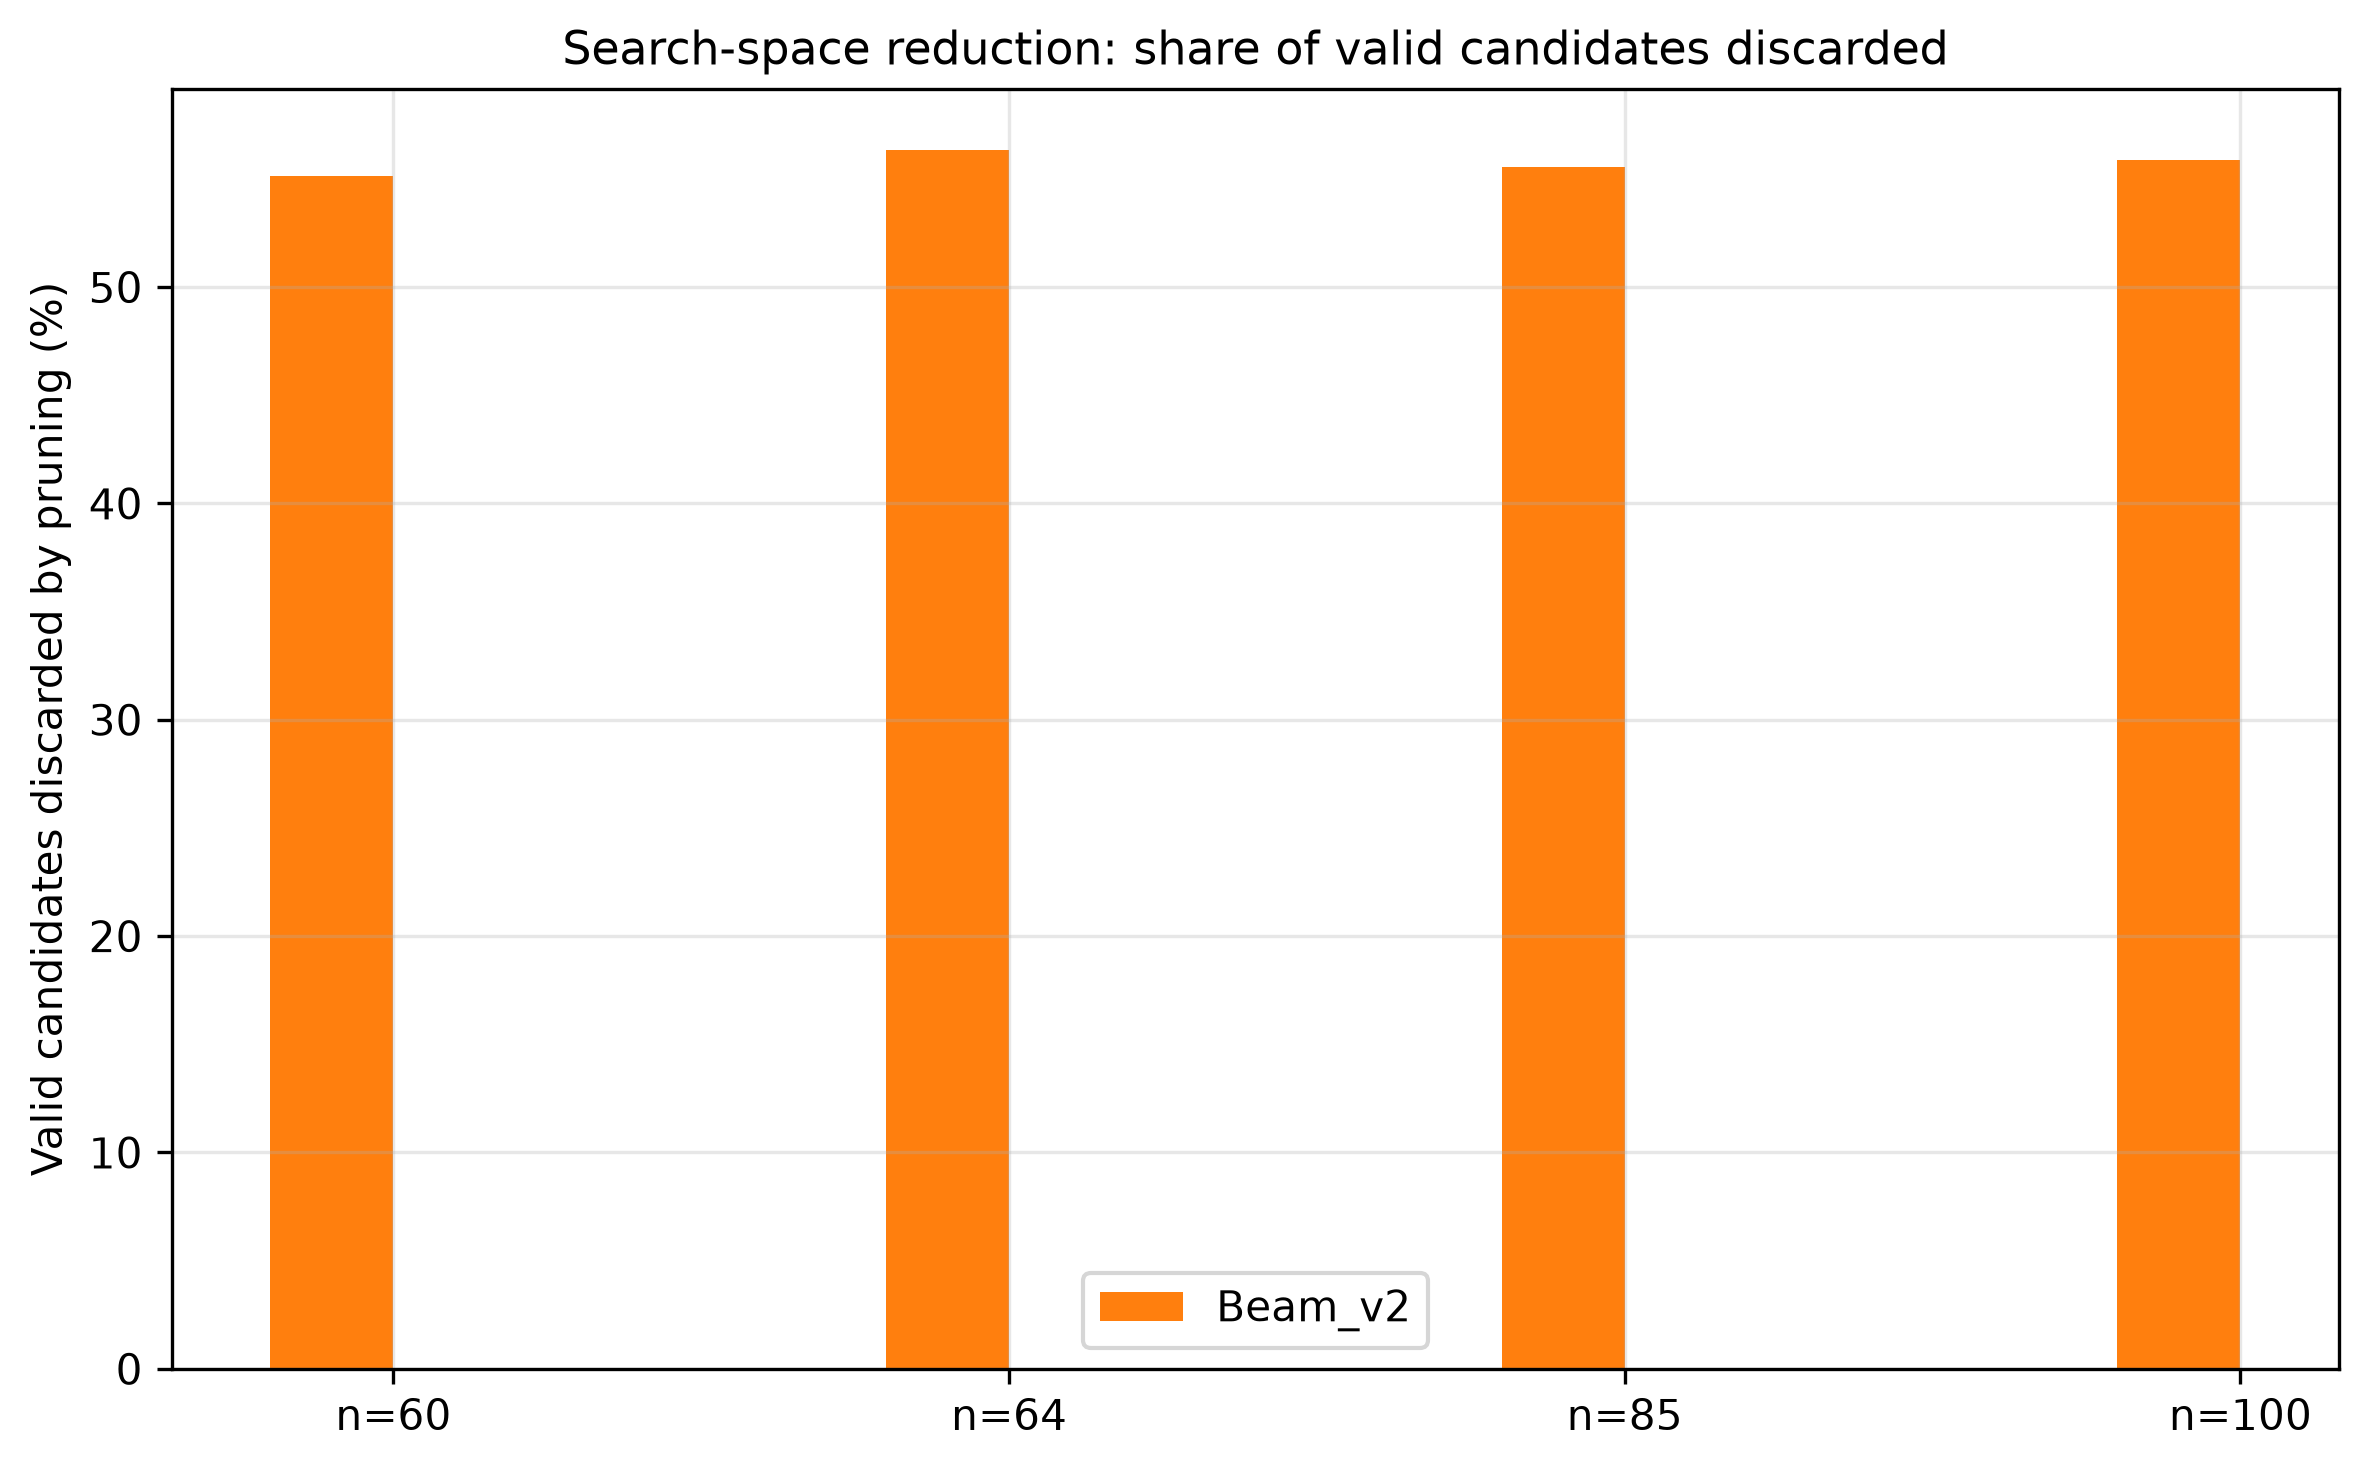 Search-space reduction: share of valid candidates discarded
Valid candidates discarded by pruning (%)
50
40
30
20
10
0
n=60
n=64
n=85
n=100
Beam_v2